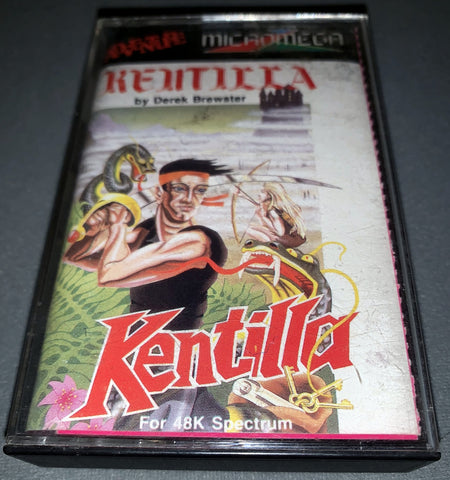 MICROMEGA
KENTILLA
by Derek Brewster
Kentilla
For 48K Spectrum